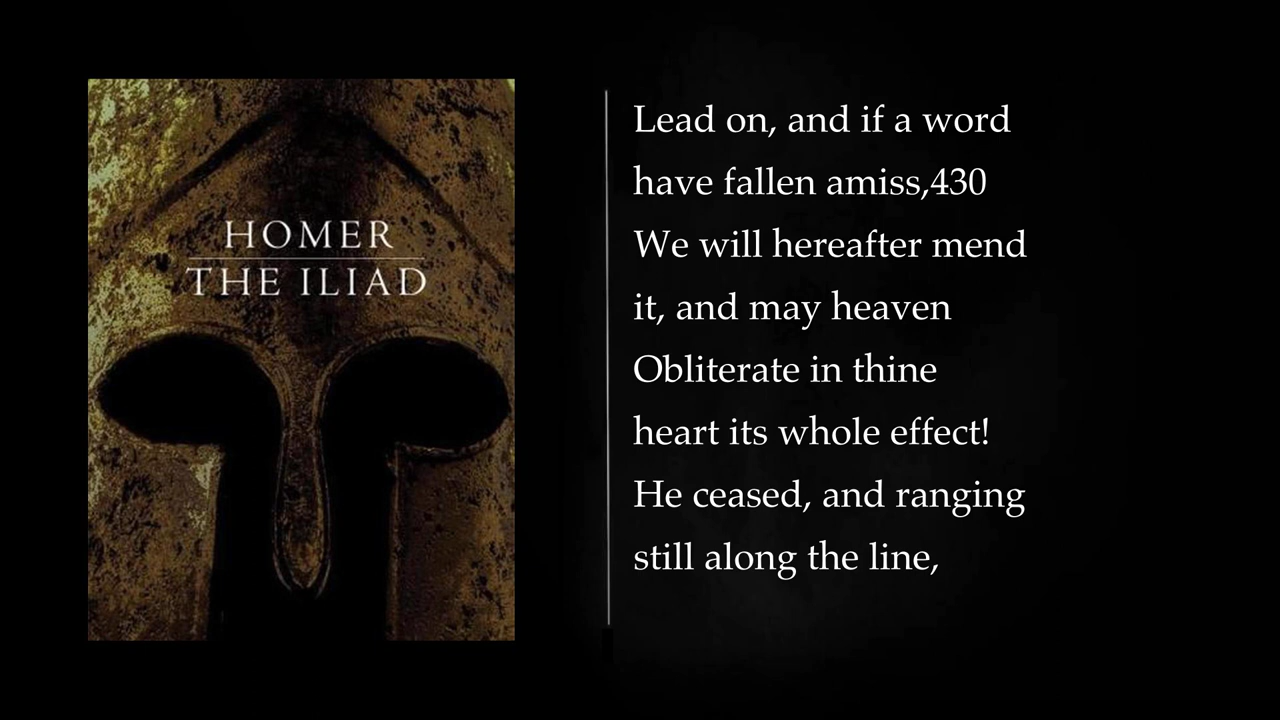 HOMER
THE ILIAD
Lead on, and if a word
have fallen amiss,430
We will hereafter mend
it, and may heaven
Obliterate in thine
heart its whole effect!
He ceased, and ranging
still along the line,